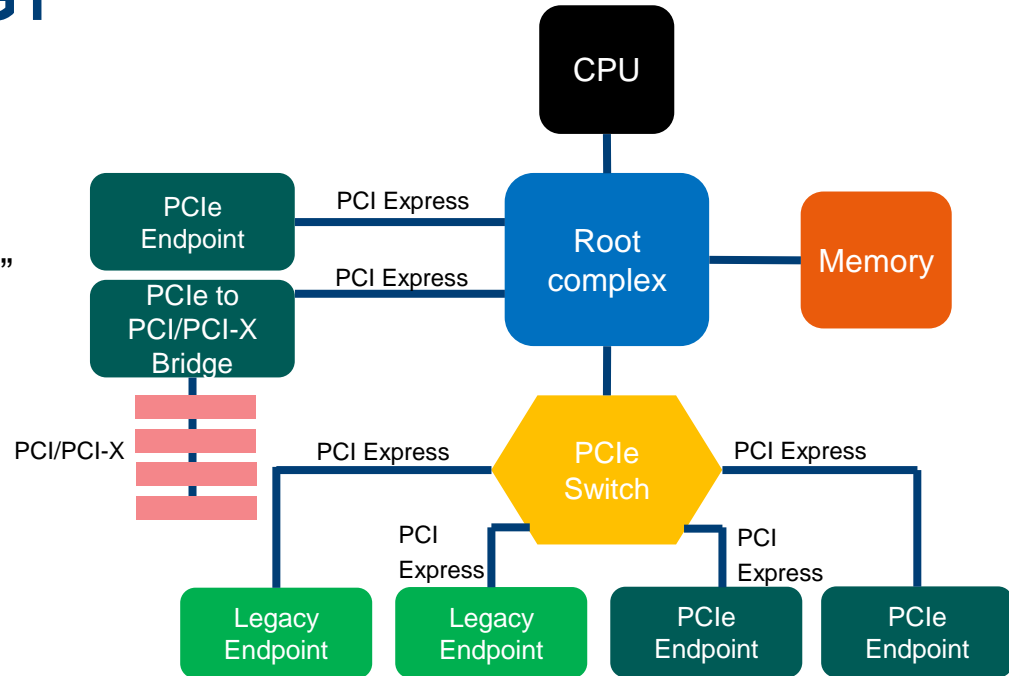 CPU
PCIe
Endpoint
PCI Express
Root
complex
Memory
”
PCI Express
PCIe to
PCI/PCI-X
Bridge
PCI/PCI-X
PCI Express
PCIe
Switch
PCI Express
PCI
Express
PCI
Express
Legacy
Endpoint
Legacy
Endpoint
PCIe
Endpoint
PCIe
Endpoint